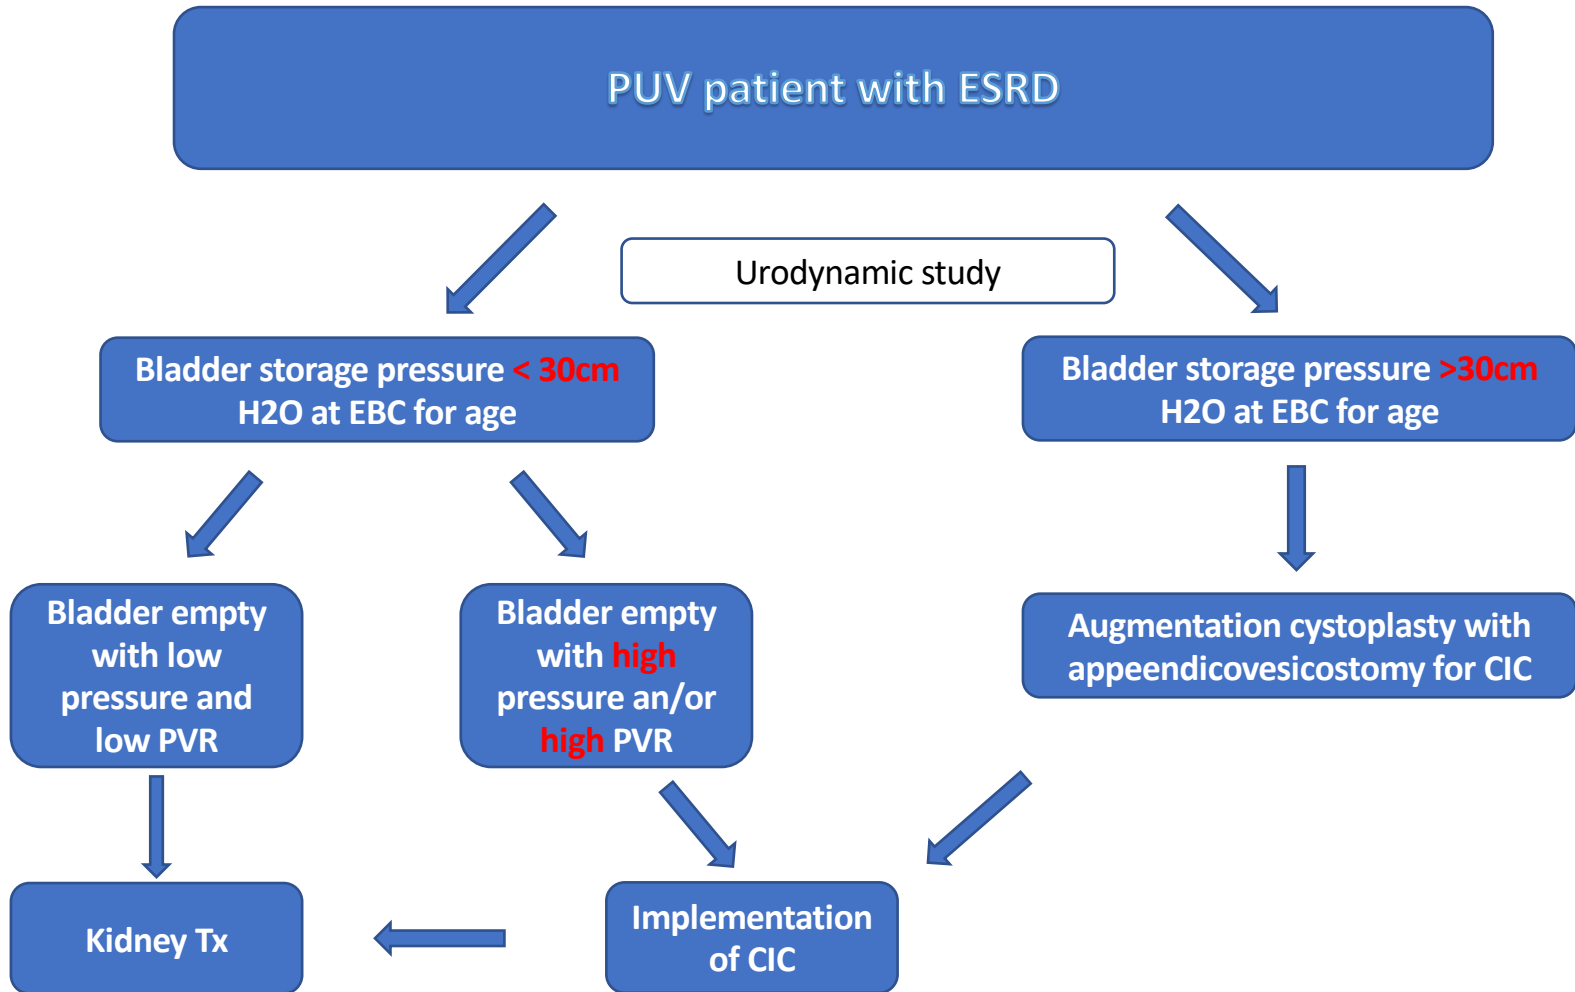 PUV patient with ESRD
Urodynamic study
Bladder storage pressure < 30cm
H2O at EBC for age
Bladder storage pressure >30cm
H2O at EBC for age
Bladder empty
with low
pressure and
low PVR
Bladder empty
with high
pressure an/or
high PVR
Augmentation cystoplasty with
appeendicovesicostomy for CIC
Kidney Tx
Implementation
of CIC